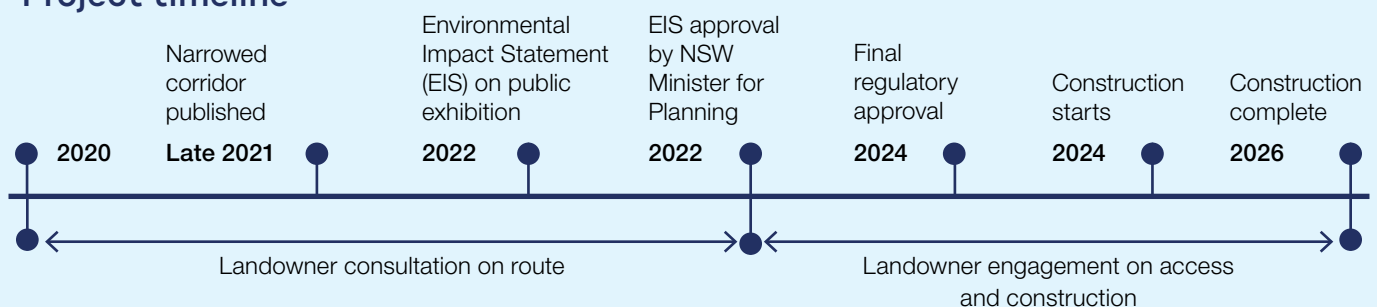 Project timeline
2020
Narrowed
corridor
published
Late 2021
Environmental
Impact Statement
(EIS) on public
exhibition
2022
EIS approval
by NSW
Minister for
Planning
2022
Final
regulatory
approval
2024
Construction
starts
2024
Construction
complete
2026
Landowner consultation on route
Landowner engagement on access
and construction